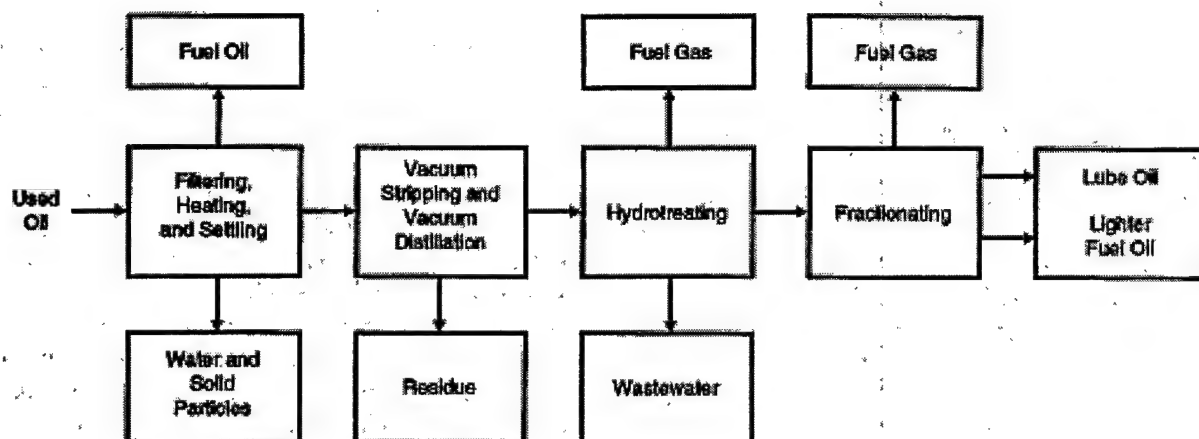 Fuel Oil
Fuel Gas
Fuel Gas
Used
Oil
Filtering,
Heating,
and Settling
Vacuum
Stripping and
Vacuum
Distillation
Hydrotreating
Fractionating
Lube Oil
Lighter
Fuel Oil
Water and
Solid
Particles
Residue
Wastewater